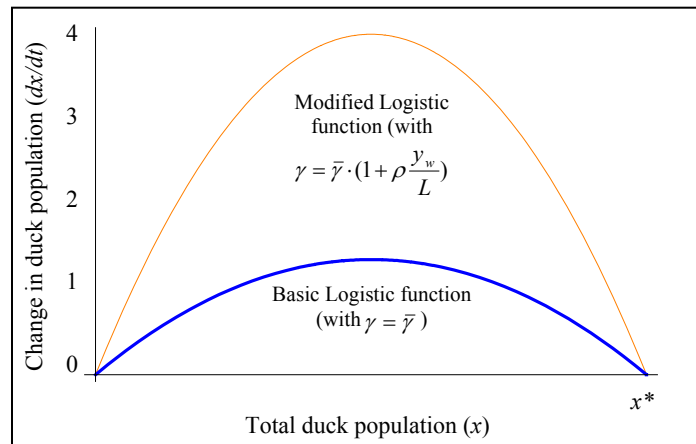 Change in duck population (dx/dt)
4
3
2
1
0
Modified Logistic
function (with
γ = γ̄ · (1 + ρ y_w / L)
Basic Logistic function
(with γ = γ̄ )
x*
Total duck population (x)